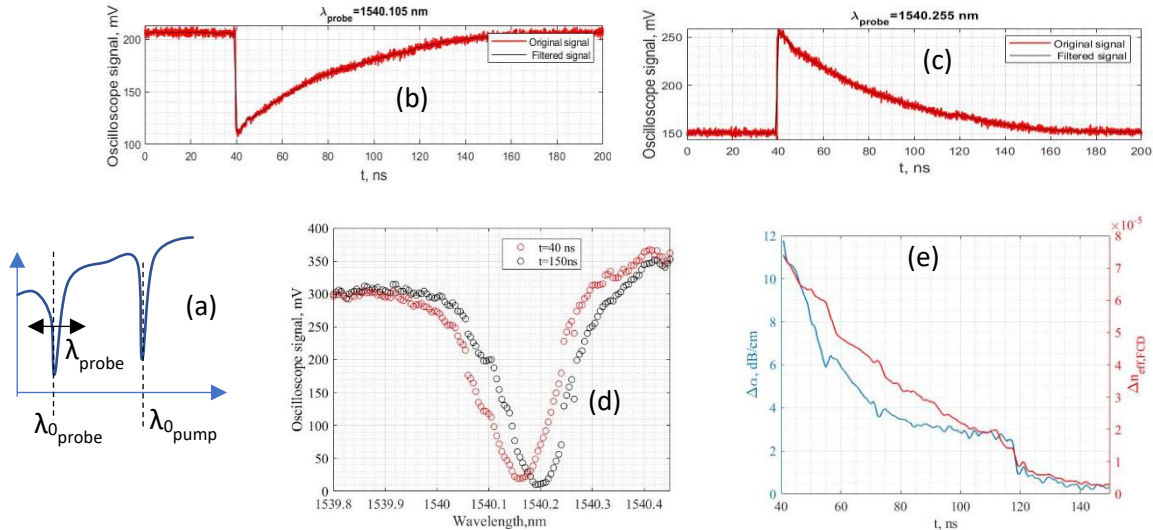 λprobe=1540.105 nm
Oscilloscope signal, mV
200
150
100
Original signal
Filtered signal
(b)
0 20 40 60 80 100 120 140 160 180 200
t, ns
λprobe=1540.255 nm
Oscilloscope signal, mV
250
200
150
Original signal
Filtered signal
(c)
0 20 40 60 80 100 120 140 160 180 200
t, ns
(a)
λprobe
λ0probe
λ0pump
Oscilloscope signal, mV
400
350
300
250
200
150
100
50
0
t=40 ns
t=150ns
(d)
1539.8 1539.9 1540 1540.1 1540.2 1540.3 1540.4
Wavelength,nm
(e)
×10-5
Δα, dB/cm
12
10
8
6
4
2
0
Δneff,FCD
8
7
6
5
4
3
2
1
0
60 80 100 120 140
40
t, ns